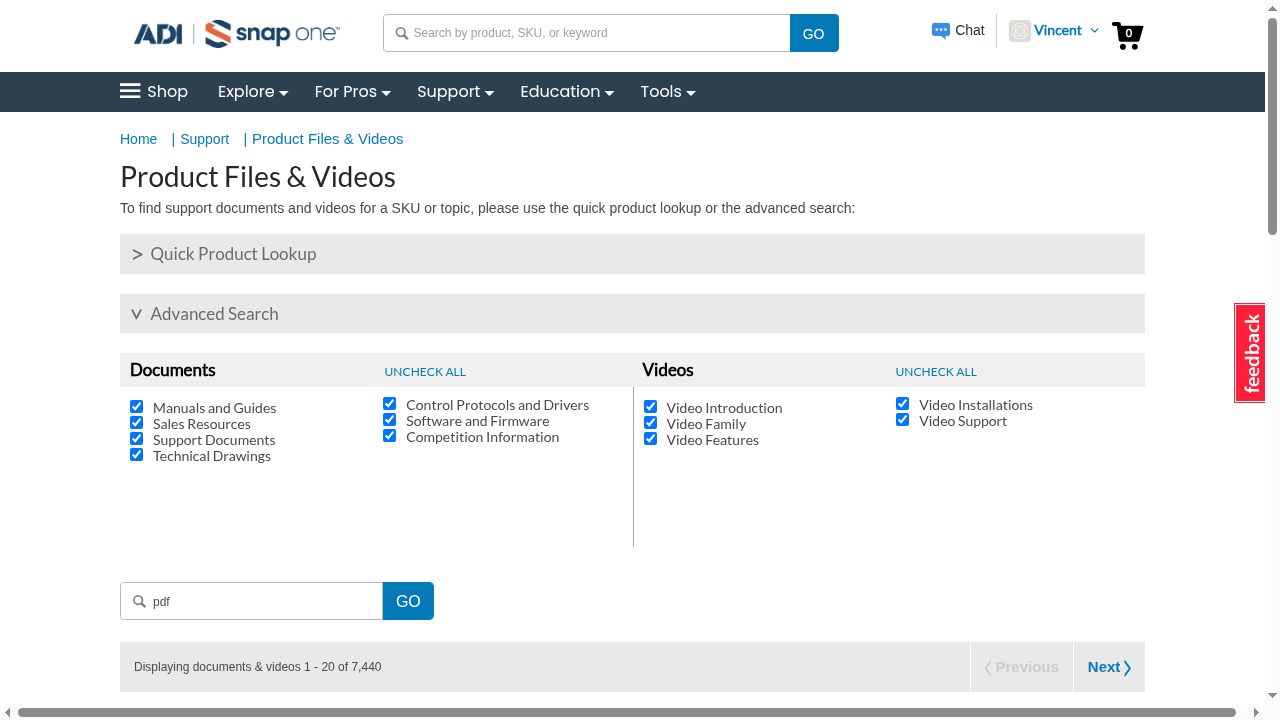 ADI | snap one™
Search by product, SKU, or keyword
GO
Chat
Vincent
0
Shop Explore For Pros Support Education Tools
Home | Support | Product Files & Videos
Product Files & Videos
To find support documents and videos for a SKU or topic, please use the quick product lookup or the advanced search:
> Quick Product Lookup
Advanced Search
Documents UNCHECK ALL Videos UNCHECK ALL
Manuals and Guides
Sales Resources
Support Documents
Technical Drawings
Control Protocols and Drivers
Software and Firmware
Competition Information
Video Introduction
Video Family
Video Features
Video Installations
Video Support
feedback
pdf
GO
Displaying documents & videos 1 - 20 of 7,440
Previous
Next